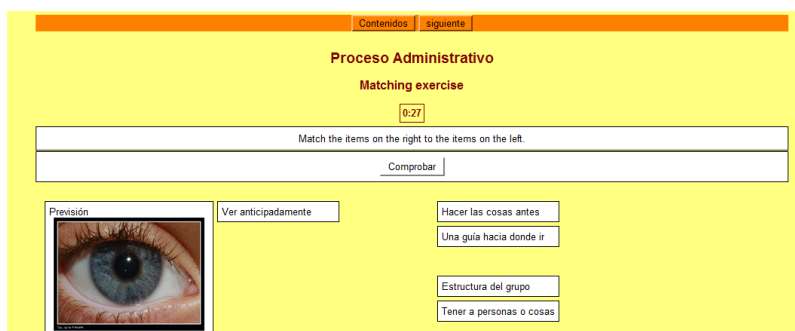 Contenidos siguiente
Proceso Administrativo
Matching exercise
0:27
Match the items on the right to the items on the left.
Comprobar
Previsión
Ver anticipadamente
Hacer las cosas antes
Una guía hacia donde ir
Estructura del grupo
Tener a personas o cosas